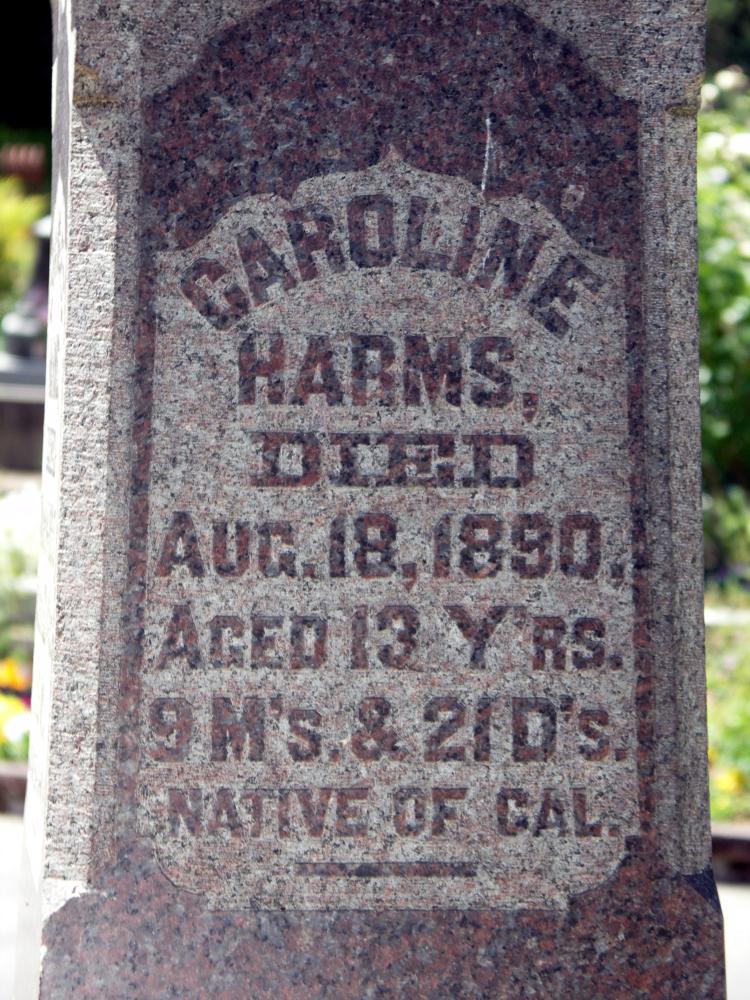 CAROLINE
HARMS,
DIED
AUG. 18, 1890.
AGED 13 Y'RS.
9 M's. & 21 D's.
NATIVE OF CAL.